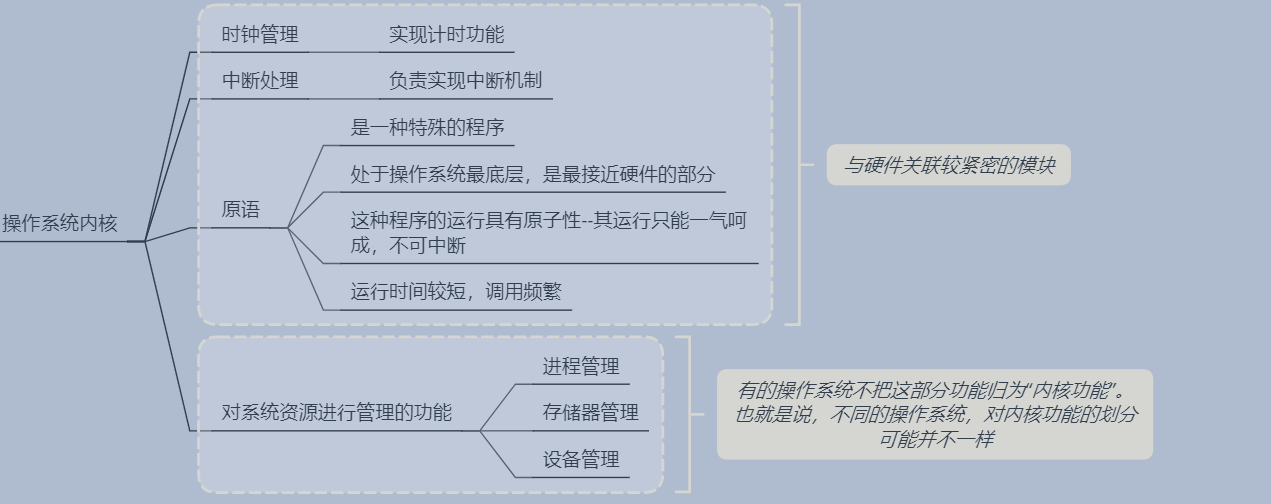 时钟管理
实现计时功能
中断处理
负责实现中断机制
是一种特殊的程序
处于操作系统最底层，是最接近硬件的部分
与硬件关联较紧密的模块
操作系统内核
原语
这种程序的运行具有原子性--其运行只能一气呵
成，不可中断
运行时间较短，调用频繁
进程管理
对系统资源进行管理的功能
存储器管理
设备管理
有的操作系统不把这部分功能归为“内核功能”。
也就是说，不同的操作系统，对内核功能的划分
可能并不一样